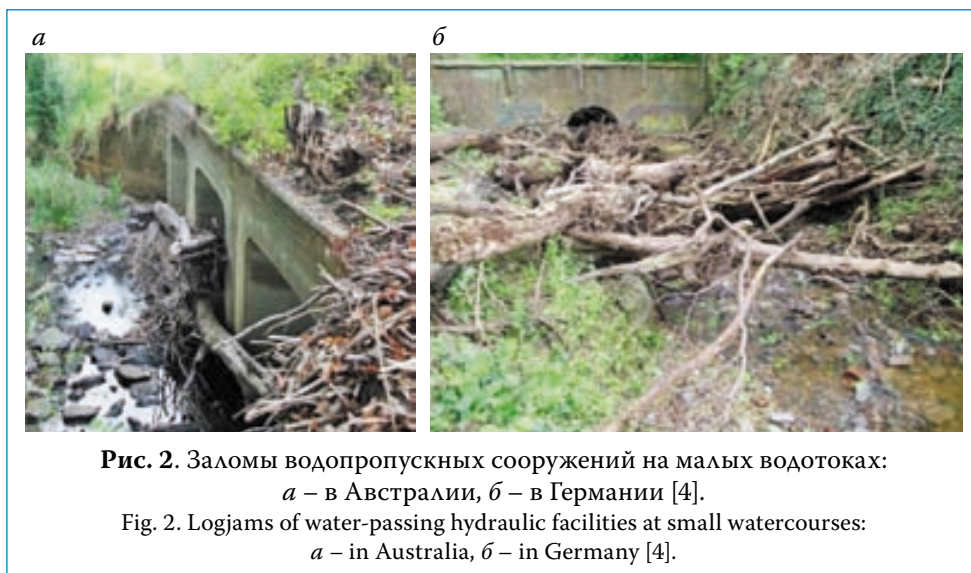 а б
Рис. 2. Заломы водопропускных сооружений на малых водотоках:
а – в Австралии, б – в Германии [4].
Fig. 2. Logjams of water-passing hydraulic facilities at small watercourses:
а – in Australia, б – in Germany [4].